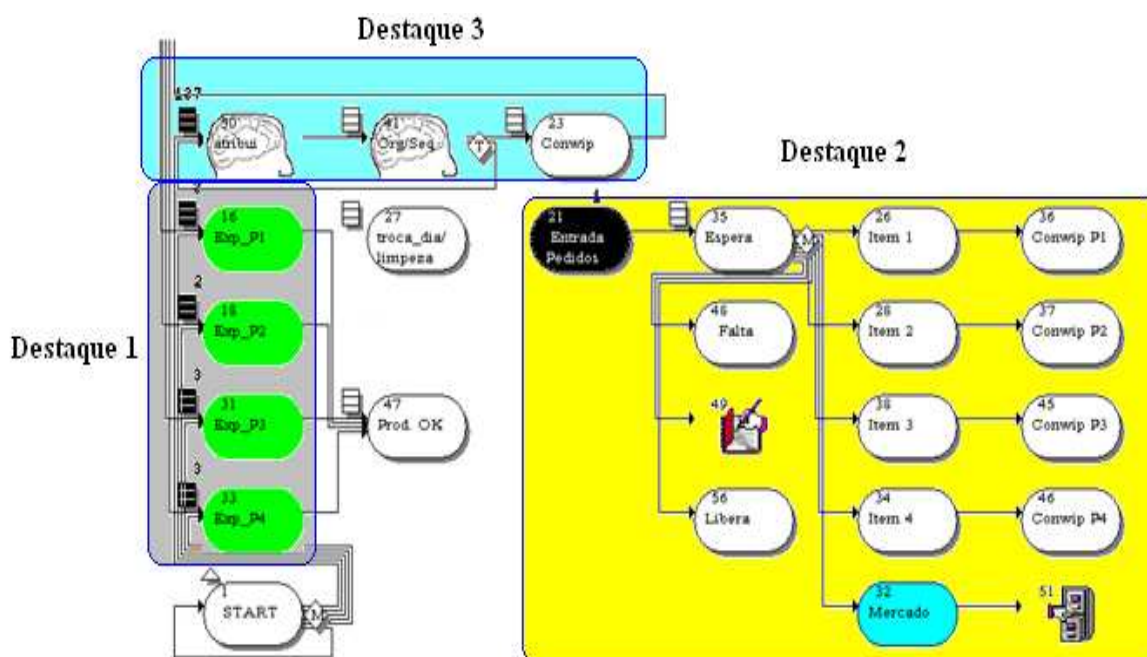 Destaque 3
137
30
atribui
41
Org/Seq
T
23
Conwip
Destaque 2
Destaque 1
16
Exp_P1
27
troca_dia/
limpeza
2
18
Exp_P2
3
31
Exp_P3
47
Prod. OK
3
33
Exp_P4
1
START
M
21
Entrada
Pedidos
35
Espera
M
26
Item 1
36
Conwip P1
48
Falta
28
Item 2
37
Conwip P2
49
38
Item 3
45
Conwip P3
56
Libera
34
Item 4
46
Conwip P4
32
Mercado
51